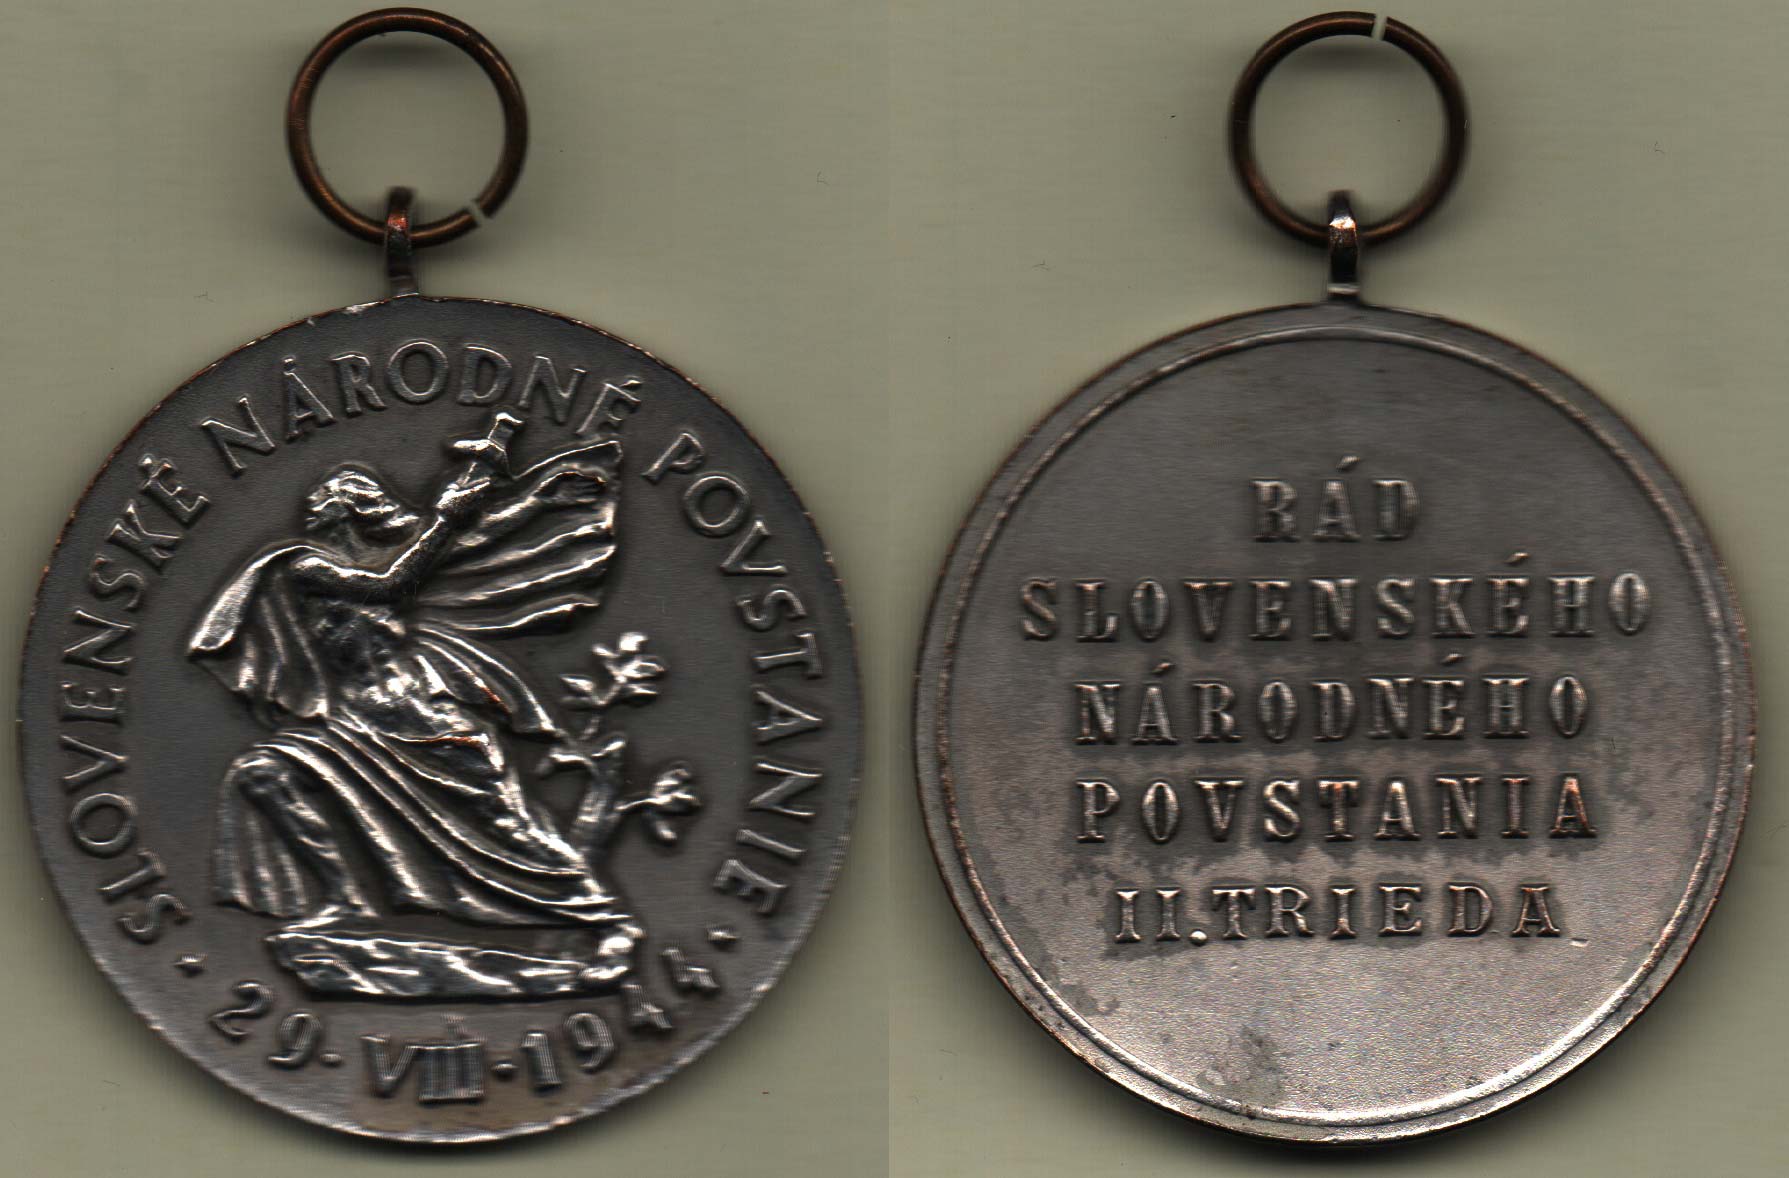 SLOVENSKÉ NÁRODNÉ POVSTANIE
· 29·VIII·1944 ·
RÁD
SLOVENSKÉHO
NÁRODNÉHO
POVSTANIA
II. TRIEDA